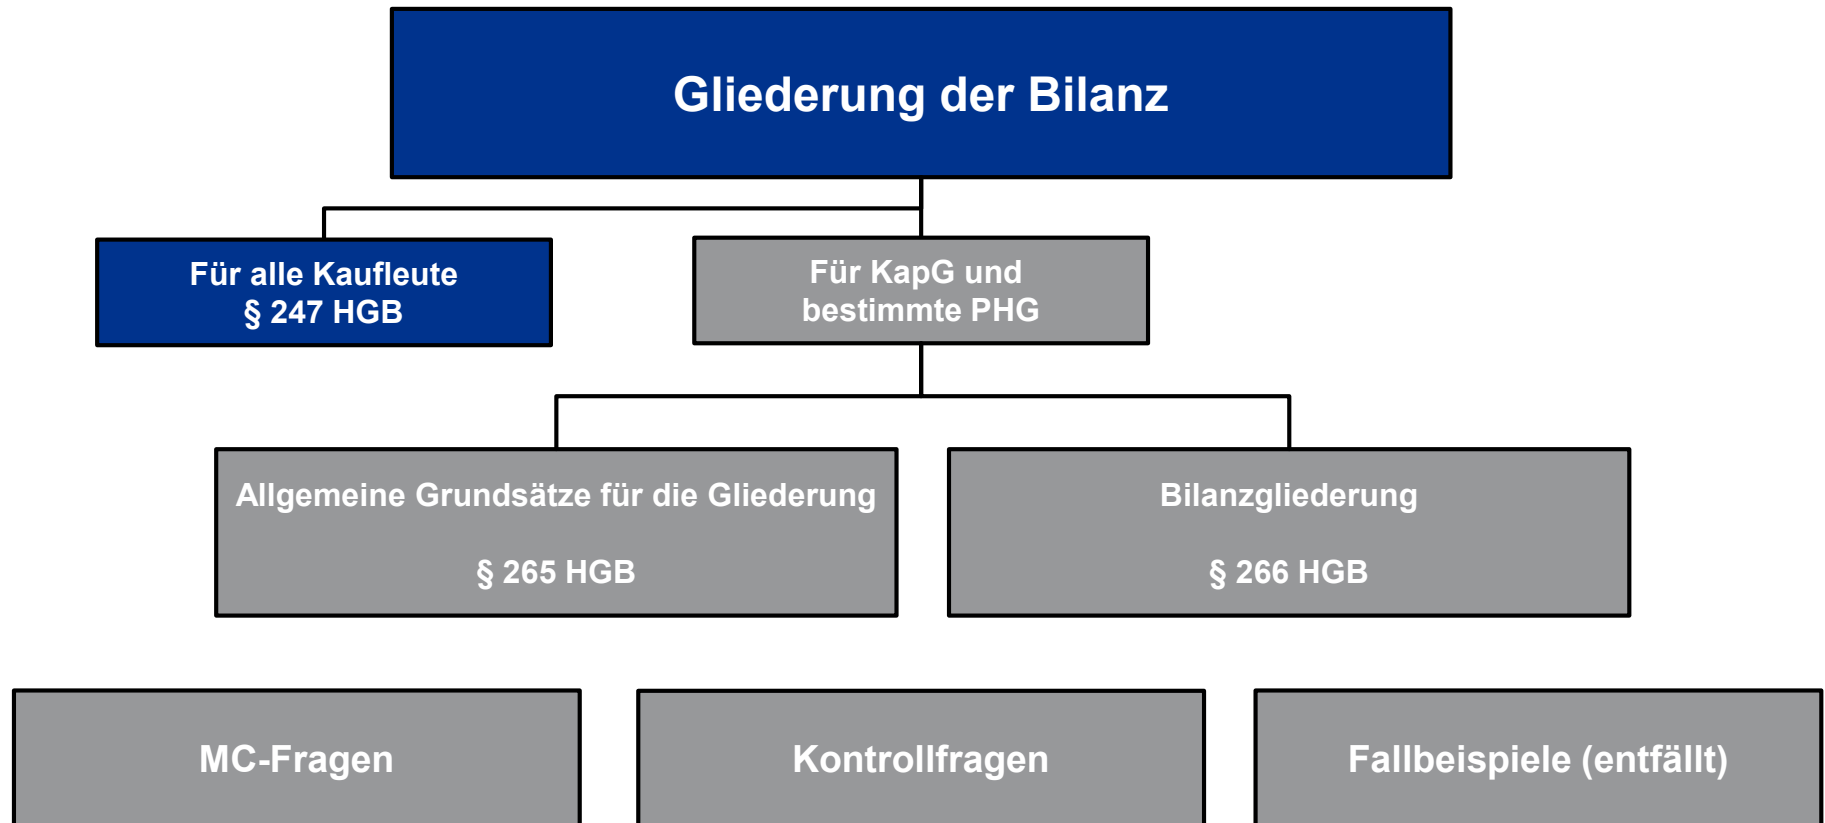 Gliederung der Bilanz
Für alle Kaufleute
§ 247 HGB
Für KapG und
bestimmte PHG
Allgemeine Grundsätze für die Gliederung
§ 265 HGB
Bilanzgliederung
§ 266 HGB
MC-Fragen
Kontrollfragen
Fallbeispiele (entfällt)